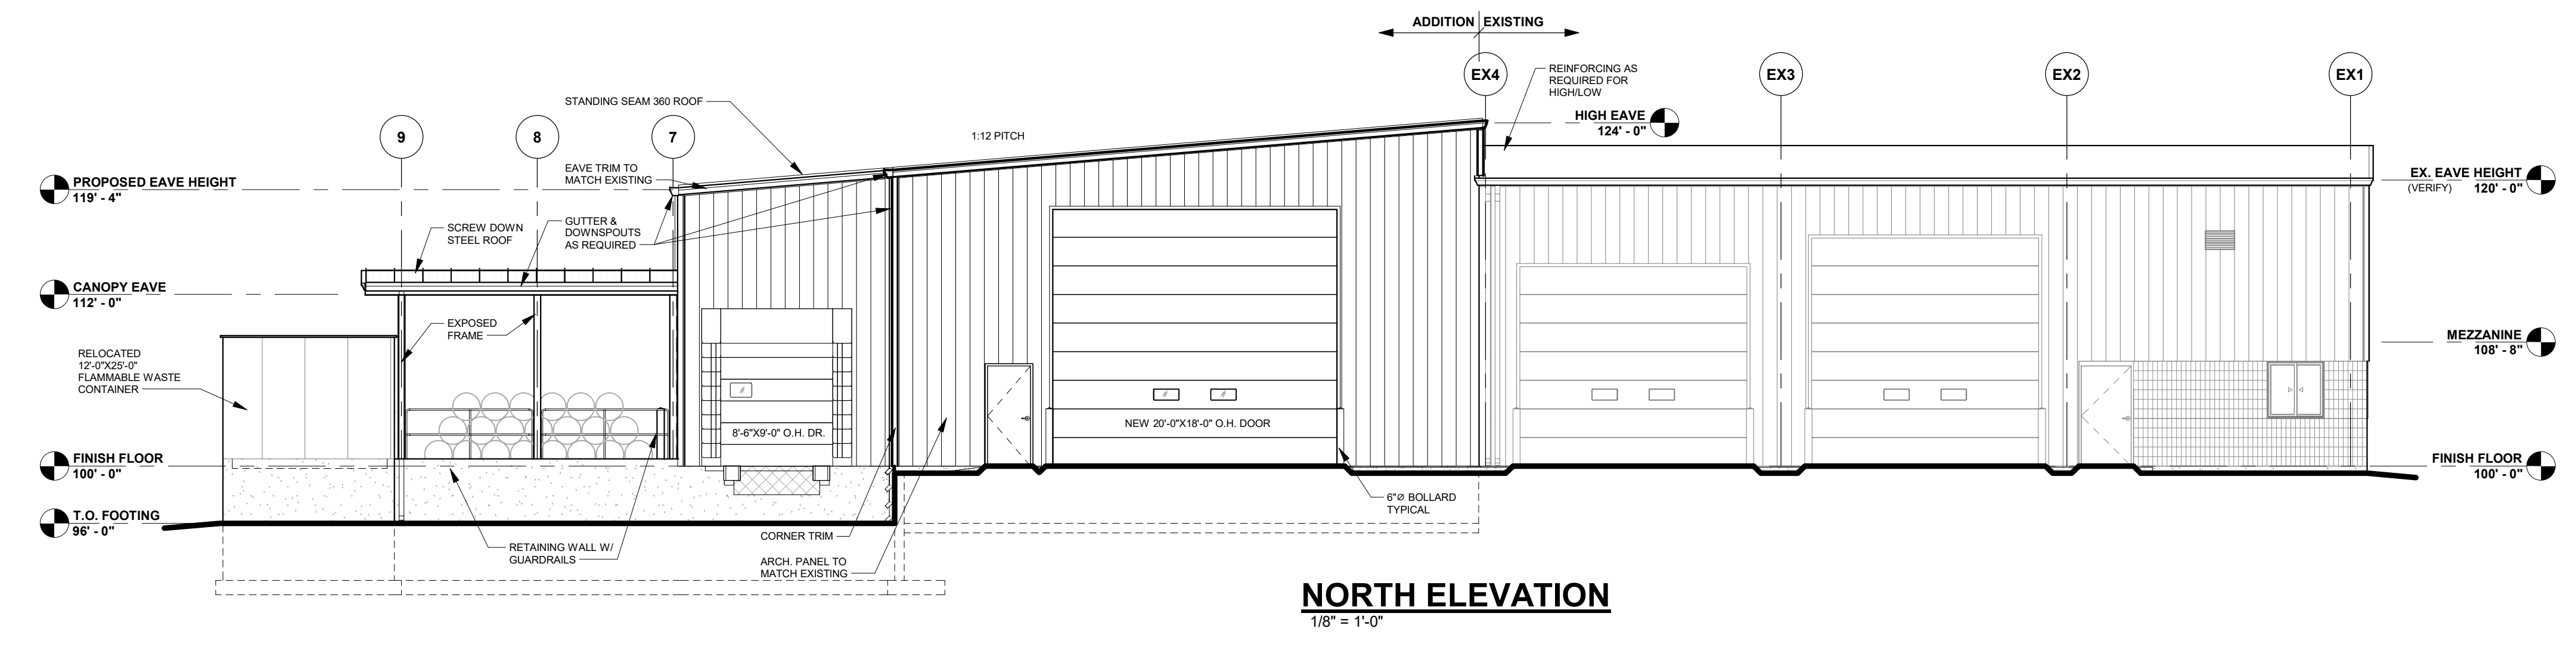 ADDITION EXISTING
EX4
EX3
EX2
EX1
REINFORCING AS
REQUIRED FOR
HIGH/LOW
HIGH EAVE
124' - 0"
STANDING SEAM 360 ROOF
1:12 PITCH
9
8
7
EAVE TRIM TO
MATCH EXISTING
PROPOSED EAVE HEIGHT
119' - 4"
EX. EAVE HEIGHT
(VERIFY) 120' - 0"
SCREW DOWN
STEEL ROOF
GUTTER &
DOWNSPOUTS
AS REQUIRED
CANOPY EAVE
112' - 0"
EXPOSED
FRAME
MEZZANINE
108' - 8"
RELOCATED
12'-0"X25'-0"
FLAMMABLE WASTE
CONTAINER
8'-6"X9'-0" O.H. DR.
NEW 20'-0"X18'-0" O.H. DOOR
FINISH FLOOR
100' - 0"
FINISH FLOOR
100' - 0"
6"⌀ BOLLARD
TYPICAL
T.O. FOOTING
96' - 0"
CORNER TRIM
RETAINING WALL W/
GUARDRAILS
ARCH. PANEL TO
MATCH EXISTING
NORTH ELEVATION
1/8" = 1'-0"